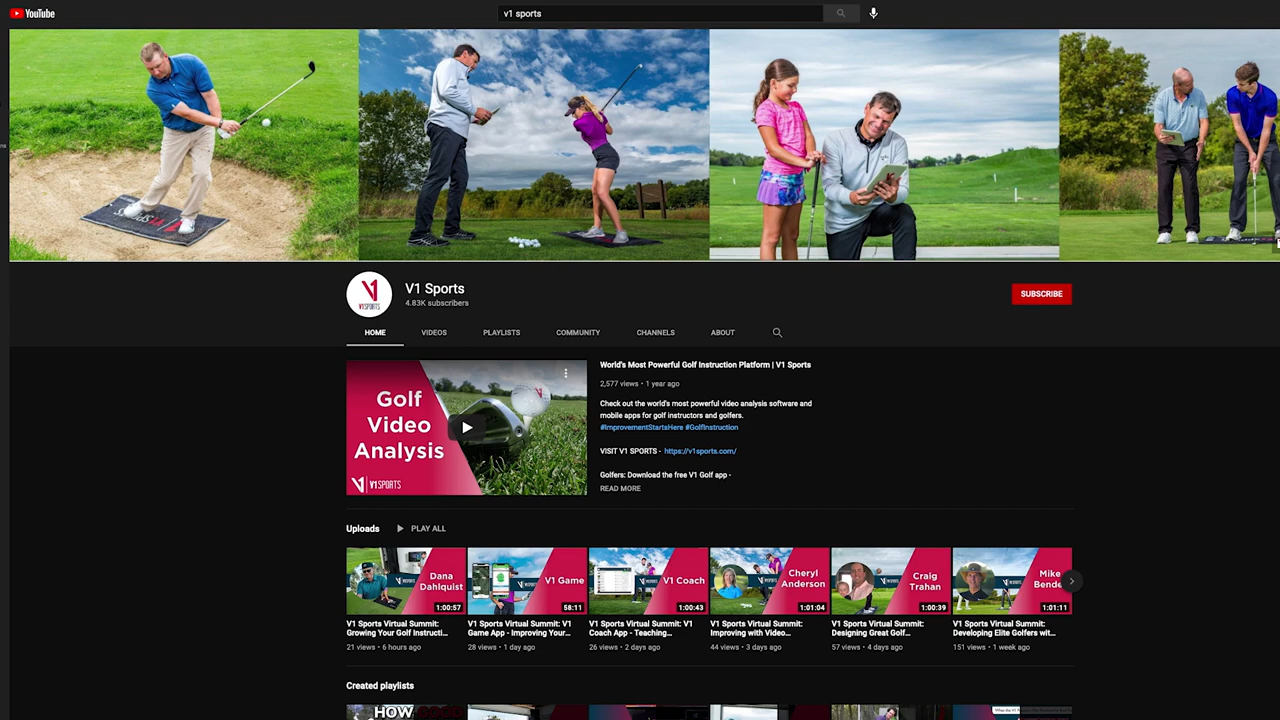 YouTube
v1 sports
V1 Sports
4.83K subscribers
SUBSCRIBE
V1SPORTS
HOME
VIDEOS
PLAYLISTS
COMMUNITY
CHANNELS
ABOUT
Golf
Video
Analysis
V1SPORTS
World's Most Powerful Golf Instruction Platform | V1 Sports
2,577 views • 1 year ago
Check out the world's most powerful video analysis software and
mobile apps for golf instructors and golfers.
#ImprovementStartsHere #GolfInstruction
VISIT V1 SPORTS - https://v1sports.com/
Golfers: Download the free V1 Golf app -
READ MORE
Uploads
PLAY ALL
Dana
Dahlquist
1:00:57
V1 Sports Virtual Summit:
Growing Your Golf Instructi...
21 views • 6 hours ago
V1 Game
58:11
V1 Sports Virtual Summit: V1
Game App - Improving Your...
28 views • 1 day ago
V1 Coach
1:00:43
V1 Sports Virtual Summit: V1
Coach App - Teaching...
26 views • 2 days ago
Cheryl
Anderson
1:01:04
V1 Sports Virtual Summit:
Improving with Video...
44 views • 3 days ago
Craig
Trahan
1:00:39
V1 Sports Virtual Summit:
Designing Great Golf...
57 views • 4 days ago
Mike
Bende
1:01:11
V1 Sports Virtual Summit:
Developing Elite Golfers wit...
151 views • 1 week ago
Created playlists
HOW GOOD